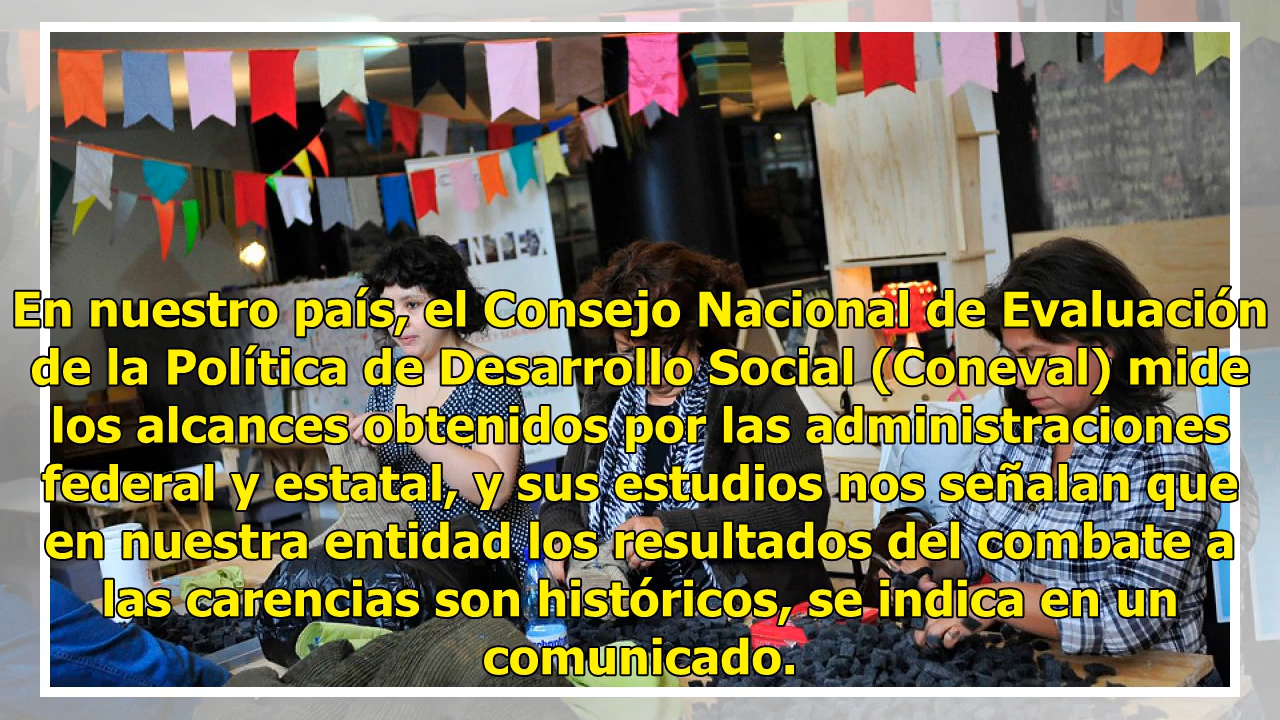 En nuestro país, el Consejo Nacional de Evaluación
de la Política de Desarrollo Social (Coneval) mide
los alcances obtenidos por las administraciones
federal y estatal, y sus estudios nos señalan que
en nuestra entidad los resultados del combate a
las carencias son históricos, se indica en un
comunicado.